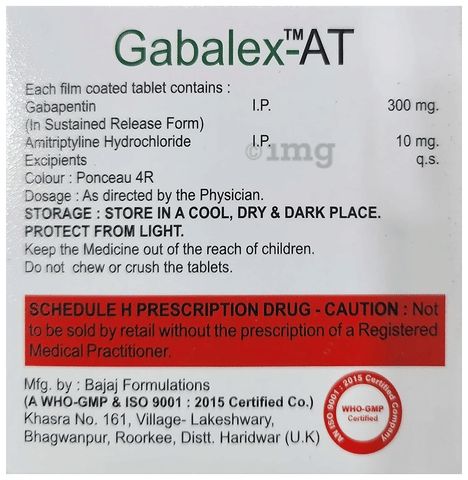 Gabalex™-AT
Each film coated tablet contains :
Gabapentin I.P. 300 mg.
(In Sustained Release Form)
Amitriptyline Hydrochloride I.P. 10 mg.
Excipients q.s.
Colour : Ponceau 4R
Dosage : As directed by the Physician.
STORAGE : STORE IN A COOL, DRY & DARK PLACE.
PROTECT FROM LIGHT.
Keep the Medicine out of the reach of children.
Do not chew or crush the tablets.
©1mg
SCHEDULE H PRESCRIPTION DRUG - CAUTION : Not
to be sold by retail without the prescription of a Registered
Medical Practitioner.
Mfg. by : Bajaj Formulations
(A WHO-GMP & ISO 9001 : 2015 Certified Co.)
Khasra No. 161, Village- Lakeshwary,
Bhagwanpur, Roorkee, Distt. Haridwar (U.K)
AN ISO 9001 : 2015 Certified Company
WHO-GMP
Certified